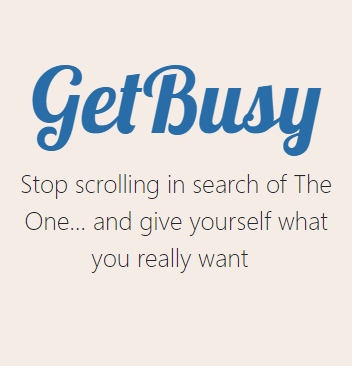 GetBusy
Stop scrolling in search of The
One... and give yourself what
you really want